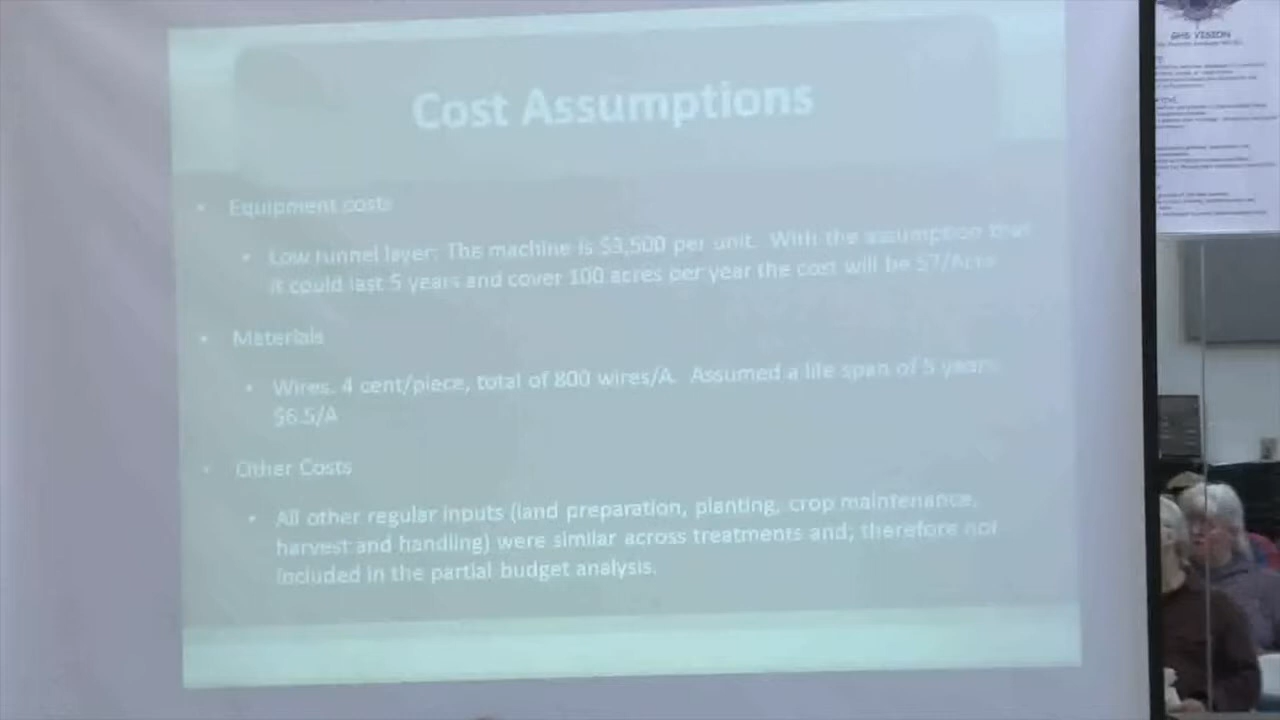 GHS VISION
Cost Assumptions
• Equipment costs
• Low tunnel layer: The machine is $3,500 per unit. With the assumption that
it could last 5 years and cover 100 acres per year the cost will be $7/Acre
• Materials
• Wires, 4 cent/piece, total of 800 wires/A. Assumed a life span of 5 years
$6.5/A
• Other Costs
• All other regular inputs (land preparation, planting, crop maintenance,
harvest and handling) were similar across treatments and, therefore not
included in the partial budget analysis.